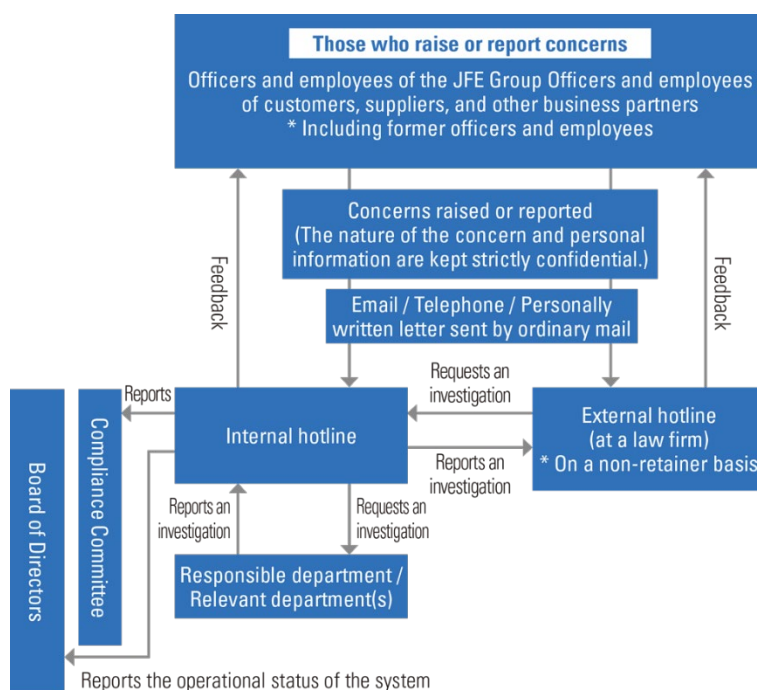 Those who raise or report concerns
Officers and employees of the JFE Group Officers and employees
of customers, suppliers, and other business partners
* Including former officers and employees
Concerns raised or reported
(The nature of the concern and personal
information are kept strictly confidential.)
Feedback
Feedback
Email / Telephone / Personally
written letter sent by ordinary mail
Requests an
investigation
Reports
Internal hotline
External hotline
(at a law firm)
* On a non-retainer basis
Reports an
investigation
Board of Directors
Compliance Committee
Reports an
investigation
Requests an
investigation
Responsible department /
Relevant department(s)
Reports the operational status of the system